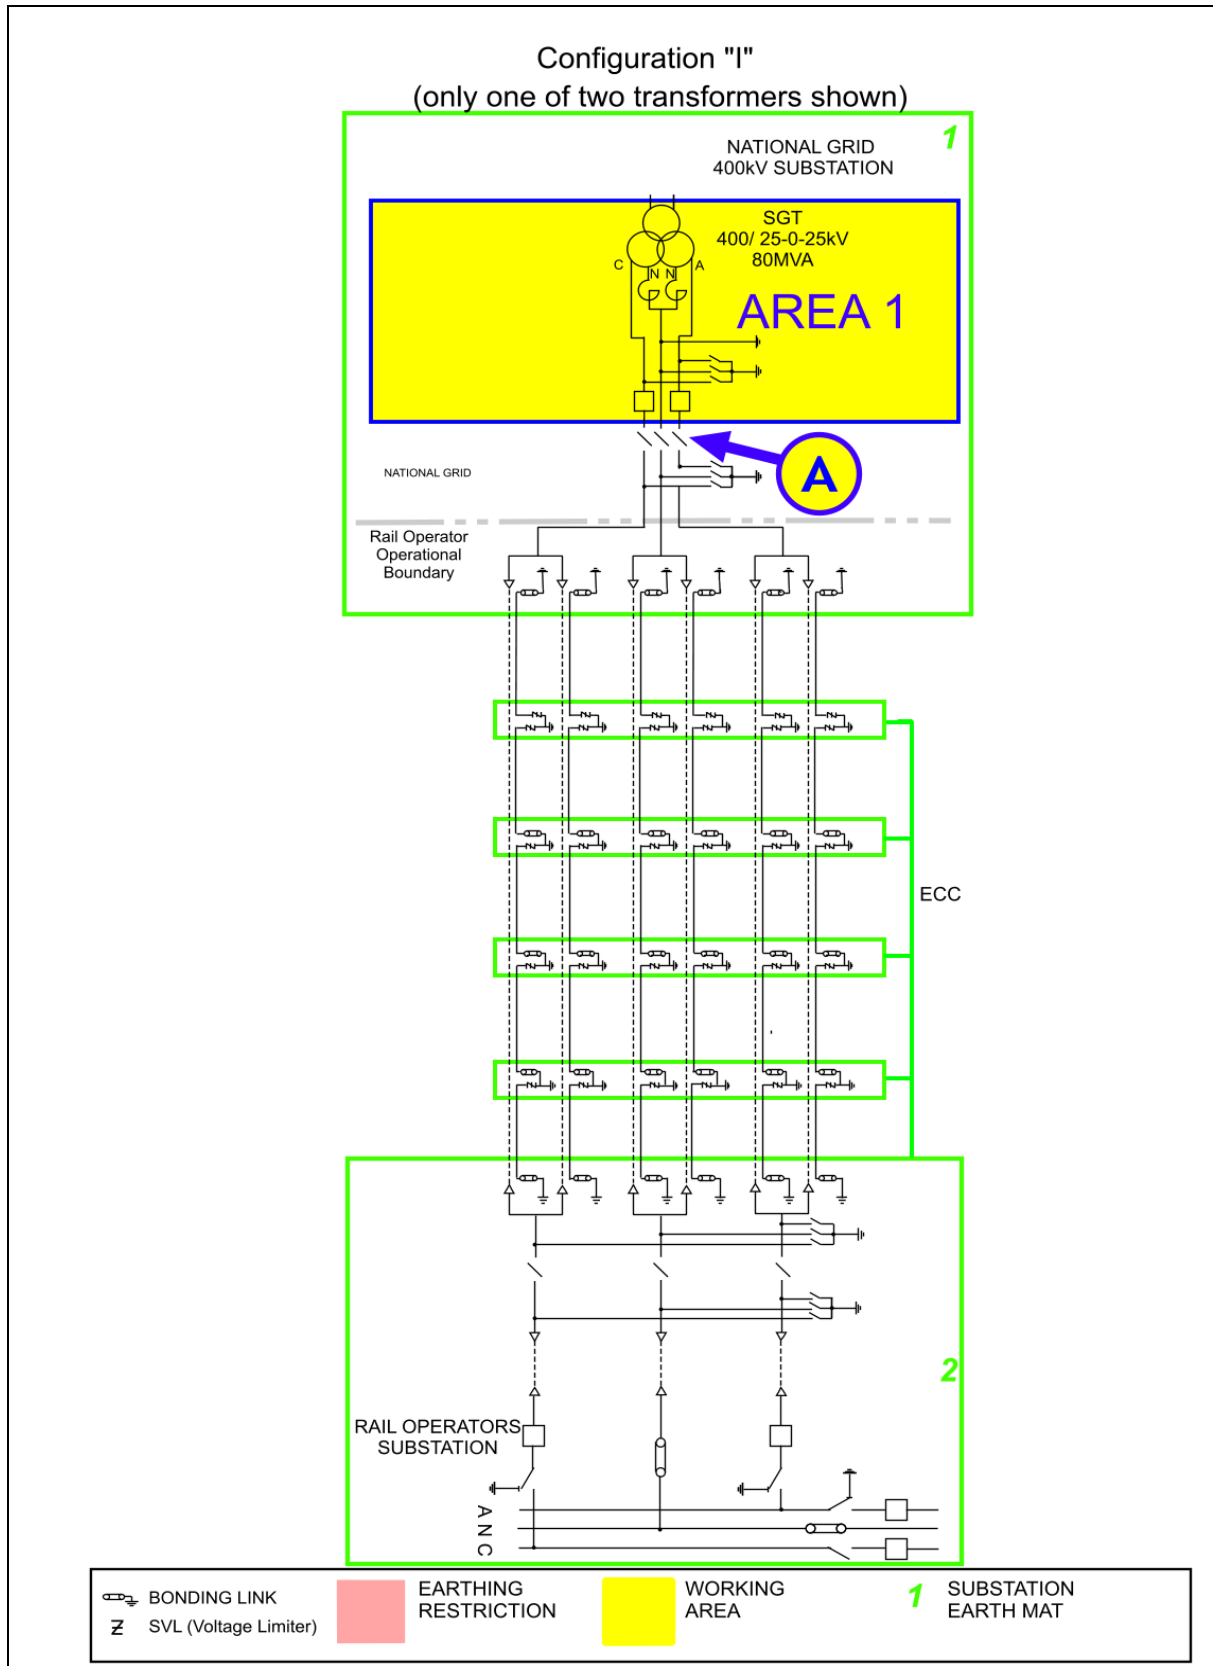 Configuration "I"
(only one of two transformers shown)
1
NATIONAL GRID
400kV SUBSTATION
SGT
400/ 25-0-25kV
80MVA
C
N N
A
AREA 1
A
NATIONAL GRID
Rail Operator
Operational
Boundary
ECC
2
RAIL OPERATORS
SUBSTATION
A
N
C
BONDING LINK
SVL (Voltage Limiter)
EARTHING
RESTRICTION
WORKING
AREA
1
SUBSTATION
EARTH MAT